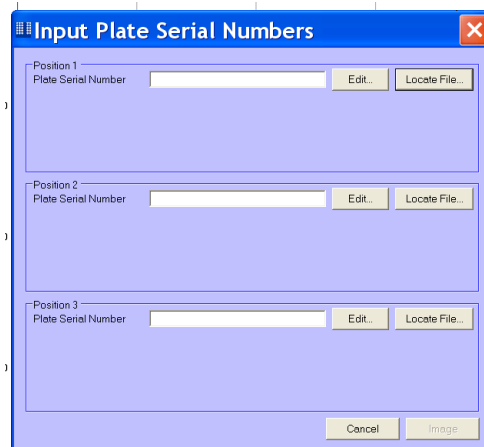 Input Plate Serial Numbers
Position 1
Plate Serial Number Edit... Locate File...
Position 2
Plate Serial Number Edit... Locate File...
Position 3
Plate Serial Number Edit... Locate File...
Cancel Image